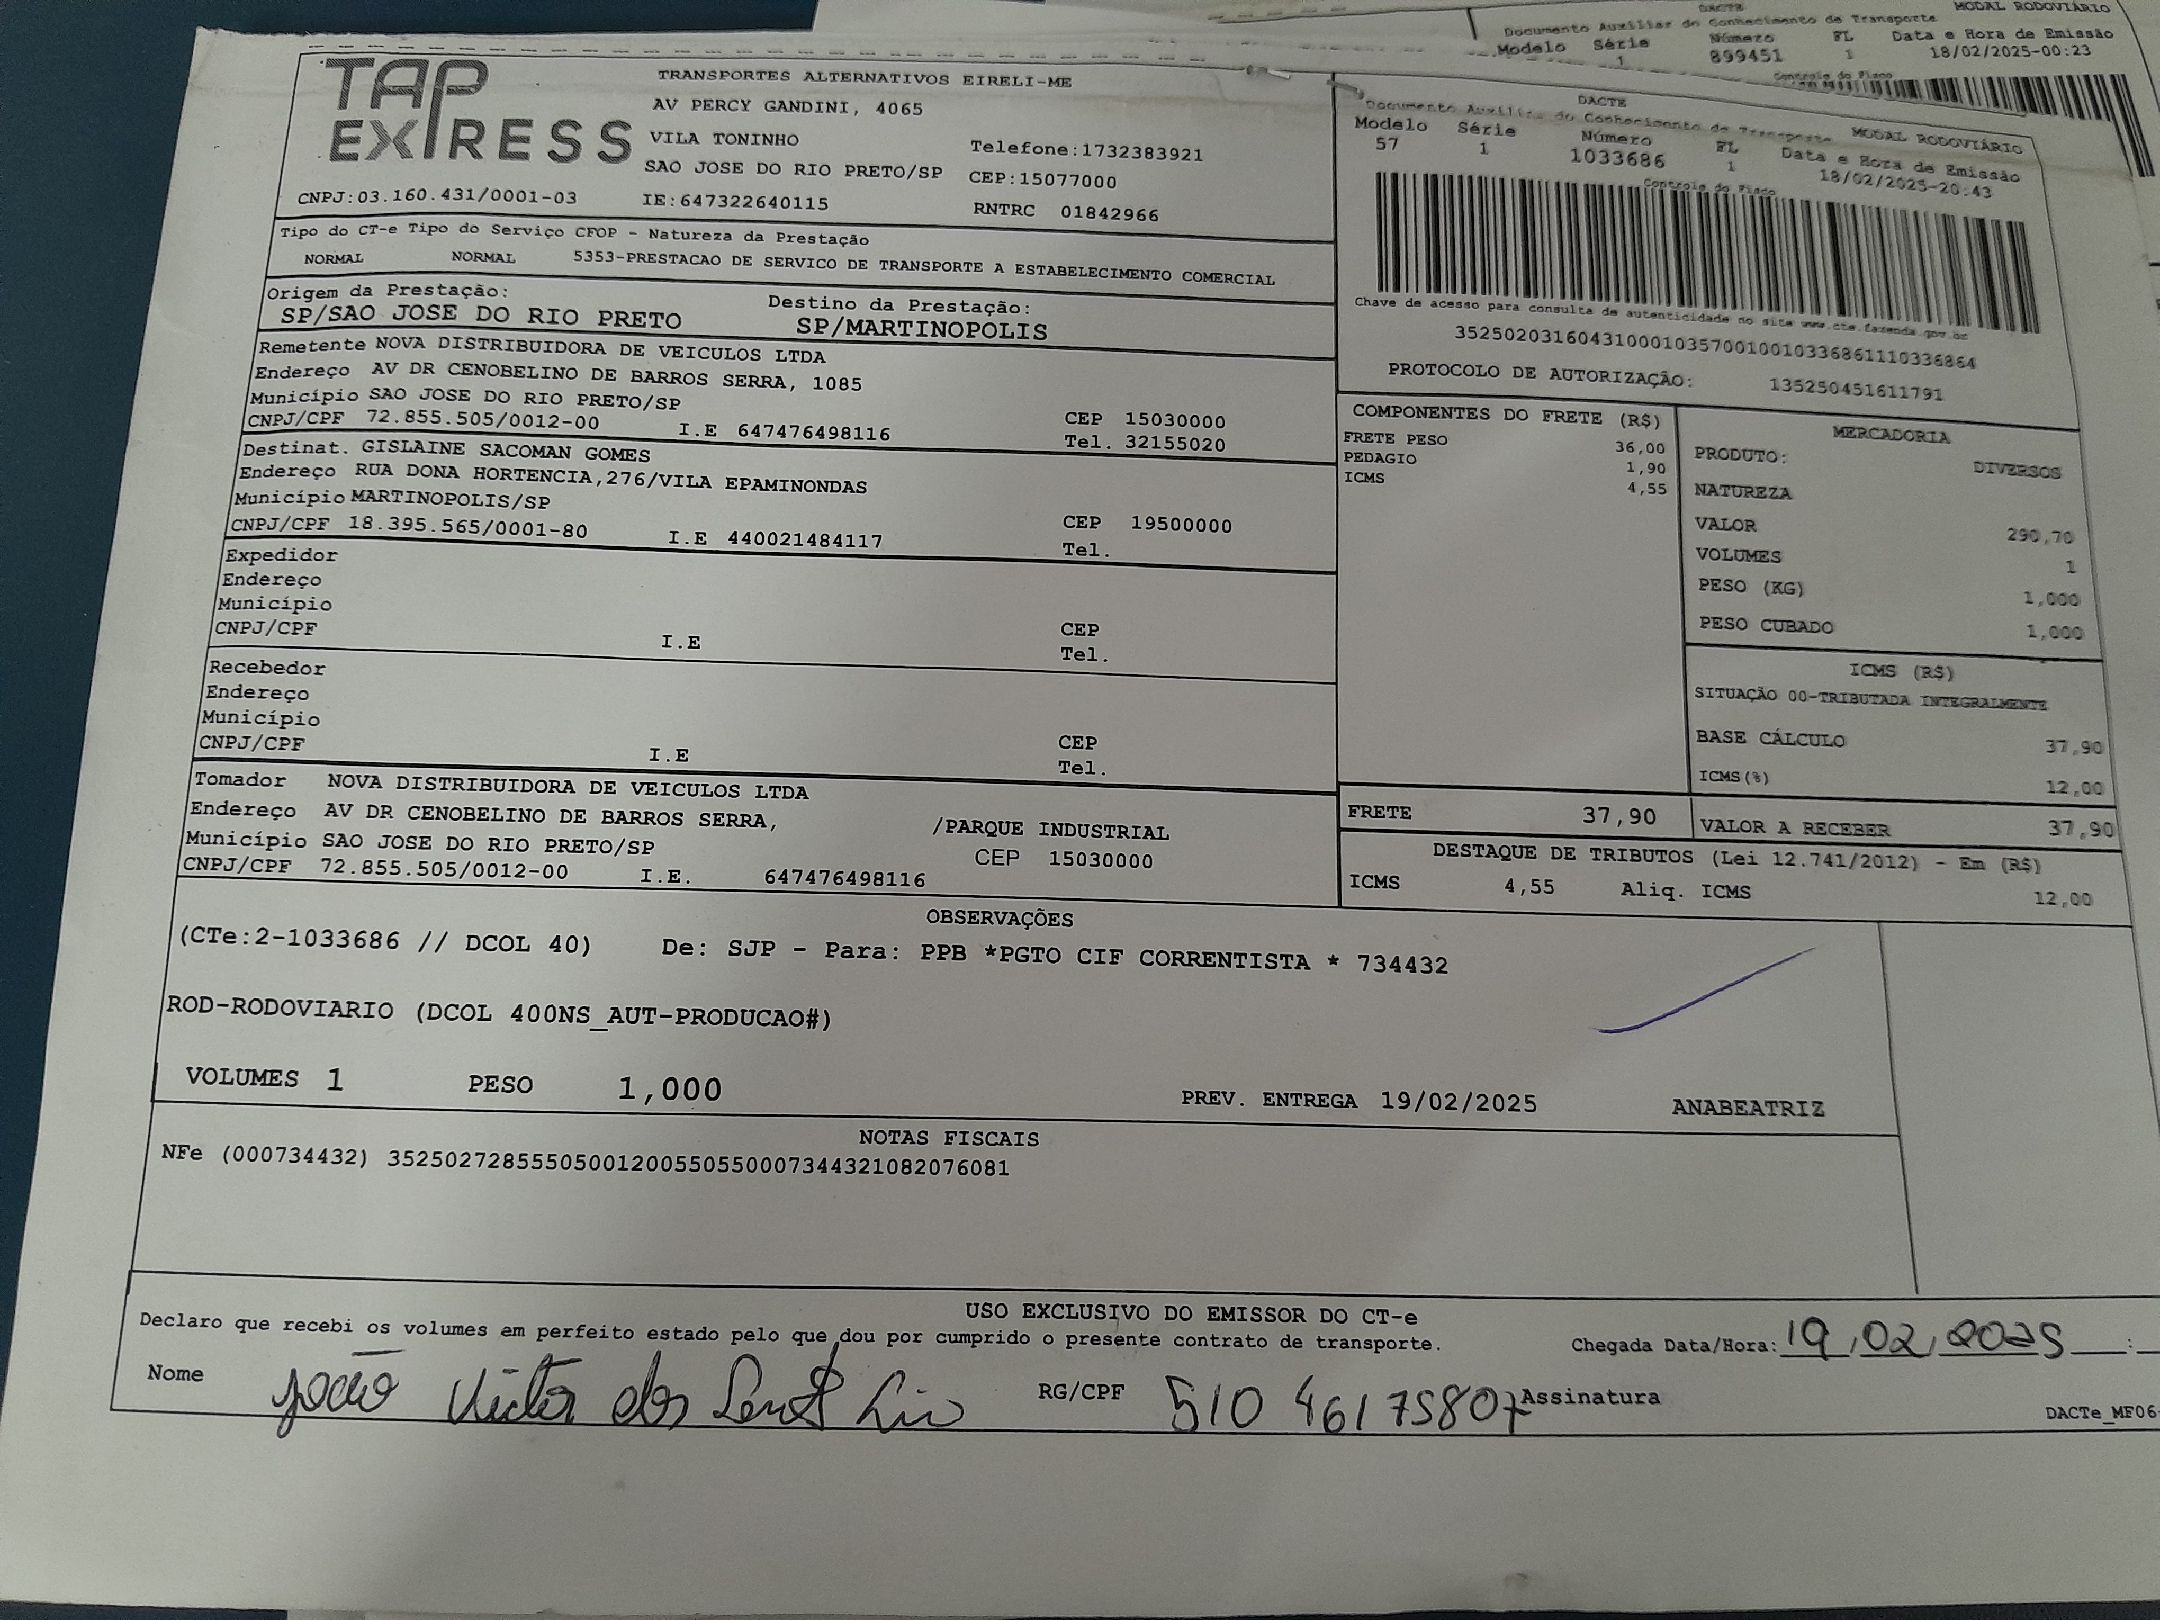 DACTE
MODAL RODOVIÁRIO
Documento Auxiliar do Conhecimento de Transporte
Modelo Série Número FL Data e Hora de Emissão
1 899451 1 18/02/2025-00:23
Controle do Fisco
TAP EXPRESS
TRANSPORTES ALTERNATIVOS EIRELI-ME
AV PERCY GANDINI, 4065
VILA TONINHO Telefone:1732383921
SAO JOSE DO RIO PRETO/SP CEP:15077000
CNPJ:03.160.431/0001-03 IE:647322640115 RNTRC 01842966
DACTE
Documento Auxiliar do Conhecimento de Transporte MODAL RODOVIÁRIO
Modelo Série Número FL Data e Hora de Emissão
57 1 1033686 1 18/02/2025-20:43
Controle do Fisco
Chave de acesso para consulta de autenticidade no site www.cte.fazenda.gov.br
35250203160431000103570010010336861110336864
PROTOCOLO DE AUTORIZAÇÃO: 135250451611791
Tipo do CT-e Tipo do Serviço CFOP - Natureza da Prestação
NORMAL NORMAL 5353-PRESTACAO DE SERVICO DE TRANSPORTE A ESTABELECIMENTO COMERCIAL
Origem da Prestação: Destino da Prestação:
SP/SAO JOSE DO RIO PRETO SP/MARTINOPOLIS
Remetente NOVA DISTRIBUIDORA DE VEICULOS LTDA
Endereço AV DR CENOBELINO DE BARROS SERRA, 1085
Município SAO JOSE DO RIO PRETO/SP CEP 15030000
CNPJ/CPF 72.855.505/0012-00 I.E 647476498116 Tel. 32155020
Destinat. GISLAINE SACOMAN GOMES
Endereço RUA DONA HORTENCIA,276/VILA EPAMINONDAS
Município MARTINOPOLIS/SP CEP 19500000
CNPJ/CPF 18.395.565/0001-80 I.E 440021484117 Tel.
Expedidor
Endereço
Município CEP
CNPJ/CPF I.E Tel.
Recebedor
Endereço
Município CEP
CNPJ/CPF I.E Tel.
Tomador NOVA DISTRIBUIDORA DE VEICULOS LTDA
Endereço AV DR CENOBELINO DE BARROS SERRA, /PARQUE INDUSTRIAL
Município SAO JOSE DO RIO PRETO/SP CEP 15030000
CNPJ/CPF 72.855.505/0012-00 I.E. 647476498116
COMPONENTES DO FRETE (R$)
FRETE PESO 36,00
PEDAGIO 1,90
ICMS 4,55
MERCADORIA
PRODUTO: DIVERSOS
NATUREZA
VALOR 290,70
VOLUMES 1
PESO (KG) 1,000
PESO CUBADO 1,000
ICMS (R$)
SITUAÇÃO 00-TRIBUTADA INTEGRALMENTE
BASE CÁLCULO 37,90
ICMS(%) 12,00
FRETE 37,90 VALOR A RECEBER 37,90
DESTAQUE DE TRIBUTOS (Lei 12.741/2012) - Em (R$)
ICMS 4,55 Aliq. ICMS 12,00
OBSERVAÇÕES
(CTe:2-1033686 // DCOL 40) De: SJP - Para: PPB *PGTO CIF CORRENTISTA * 734432
ROD-RODOVIARIO (DCOL 400NS_AUT-PRODUCAO#)
VOLUMES 1 PESO 1,000 PREV. ENTREGA 19/02/2025 ANABEATRIZ
NOTAS FISCAIS
NFe (000734432) 35250272855505001200550550007344321082076081
USO EXCLUSIVO DO EMISSOR DO CT-e
Declaro que recebi os volumes em perfeito estado pelo que dou por cumprido o presente contrato de transporte. Chegada Data/Hora: 19/02/2025 :
Nome João Victor dos RG/CPF 510 46175807 Assinatura
DACTe_MF06